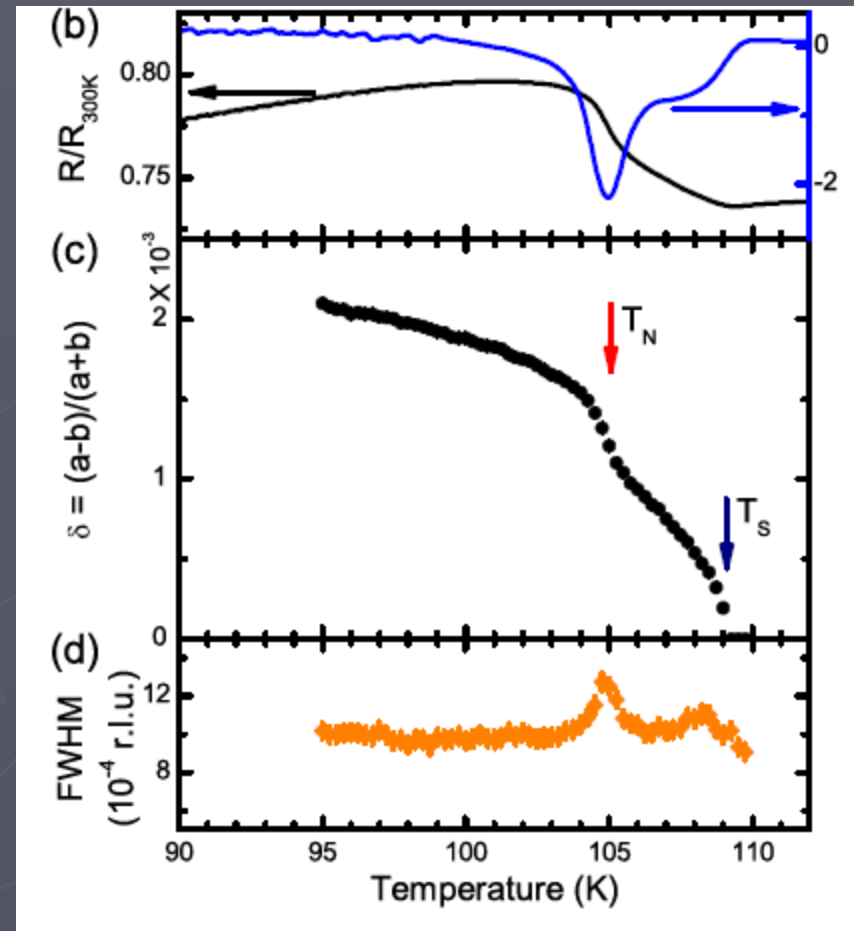 (b)
R/R300K
0.80
0.75
0
-2
(c)
X 10-3
δ = (a-b)/(a+b)
2
1
0
TN
TS
(d)
FWHM
(10-4 r.l.u.)
12
8
90 95 100 105 110
Temperature (K)